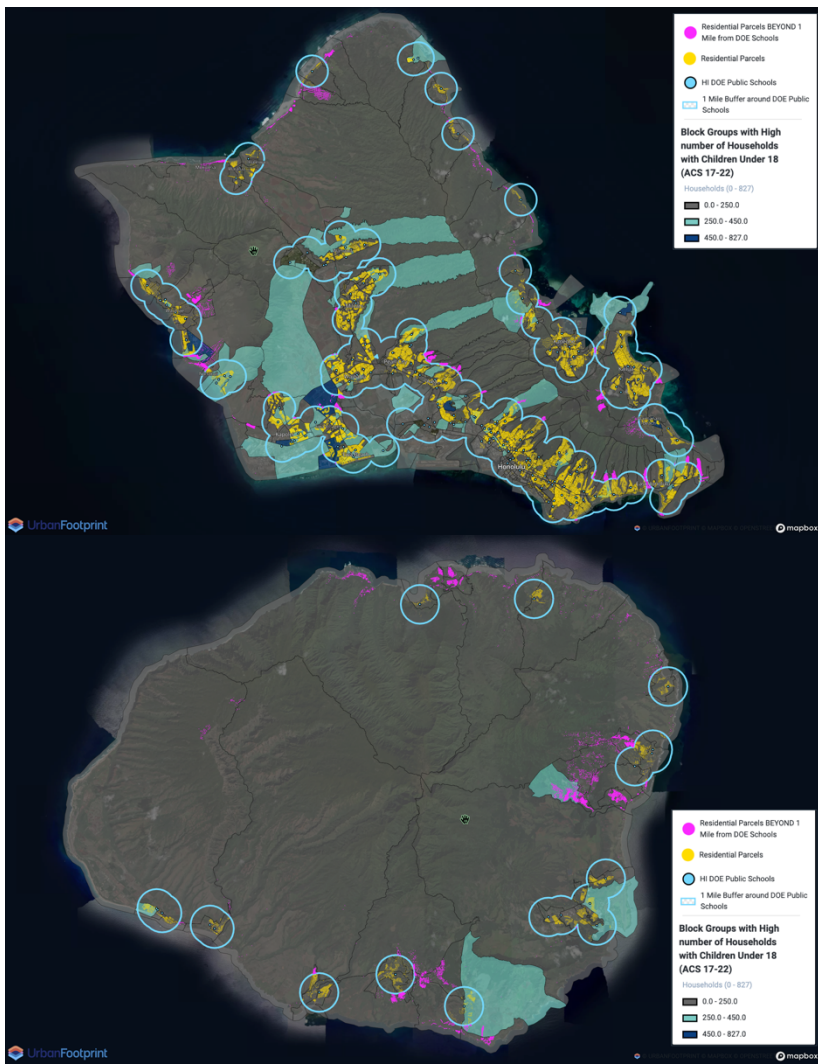 Residential Parcels BEYOND 1
Mile from DOE Schools
Residential Parcels
HI DOE Public Schools
1 Mile Buffer around DOE Public
Schools
Block Groups with High
number of Households
with Children Under 18
(ACS 17-22)
Households (0 - 827)
0.0 - 250.0
250.0 - 450.0
450.0 - 827.0
Honolulu
UrbanFootprint
mapbox
Residential Parcels BEYOND 1
Mile from DOE Schools
Residential Parcels
HI DOE Public Schools
1 Mile Buffer around DOE Public
Schools
Block Groups with High
number of Households
with Children Under 18
(ACS 17-22)
Households (0 - 827)
0.0 - 250.0
250.0 - 450.0
450.0 - 827.0
UrbanFootprint
mapbox